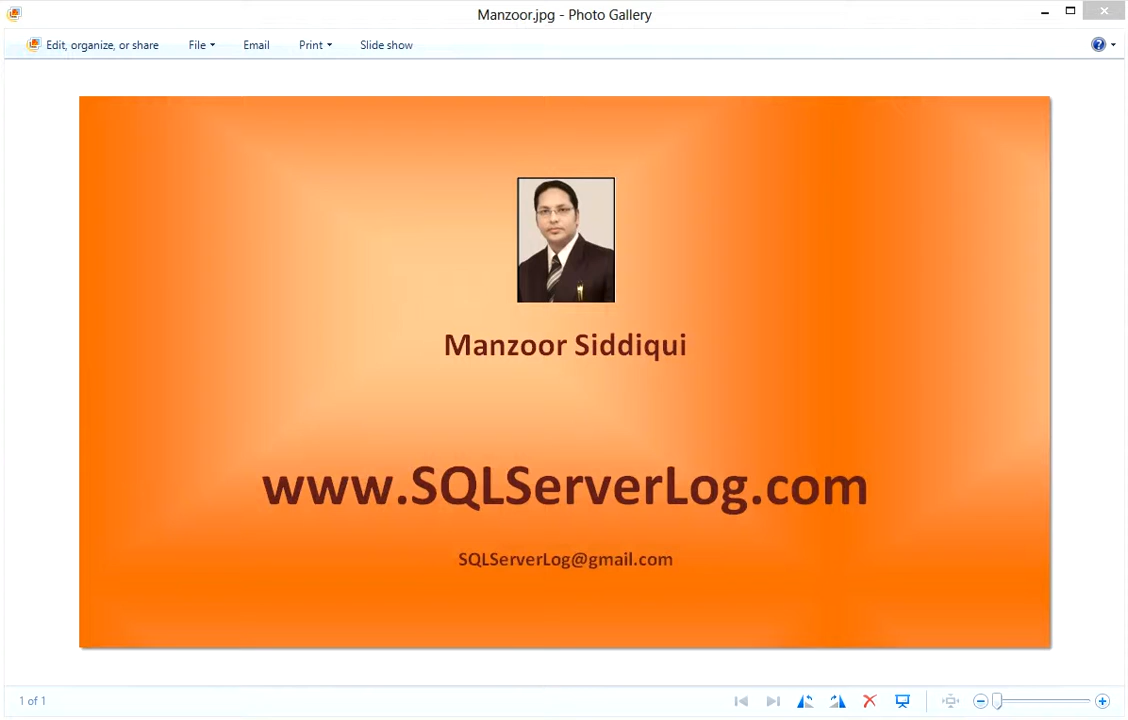 Manzoor.jpg - Photo Gallery
Edit, organize, or share File Email Print Slide show
Manzoor Siddiqui
www.SQLServerLog.com
SQLServerLog@gmail.com
1 of 1